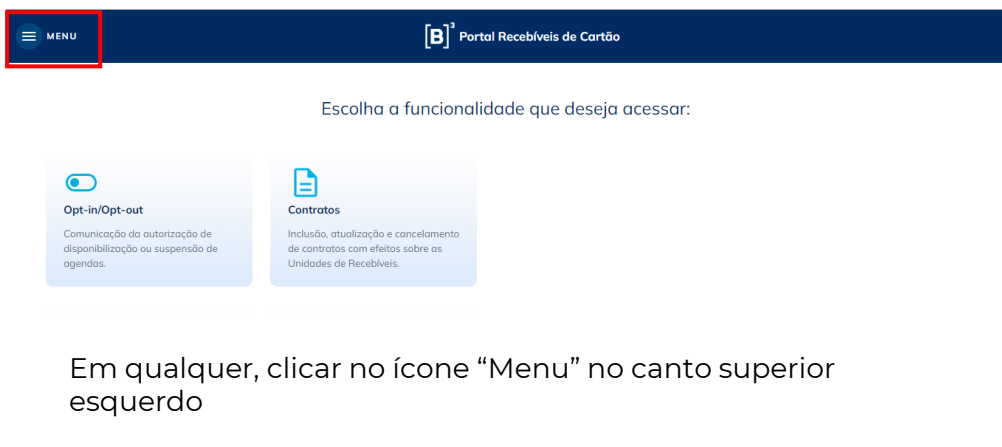 MENU
[B]³ Portal Recebíveis de Cartão
Escolha a funcionalidade que deseja acessar:
Opt-in/Opt-out
Comunicação da autorização de
disponibilização ou suspensão de
agendas.
Contratos
Inclusão, atualização e cancelamento
de contratos com efeitos sobre as
Unidades de Recebíveis.
Em qualquer, clicar no ícone “Menu” no canto superior
esquerdo